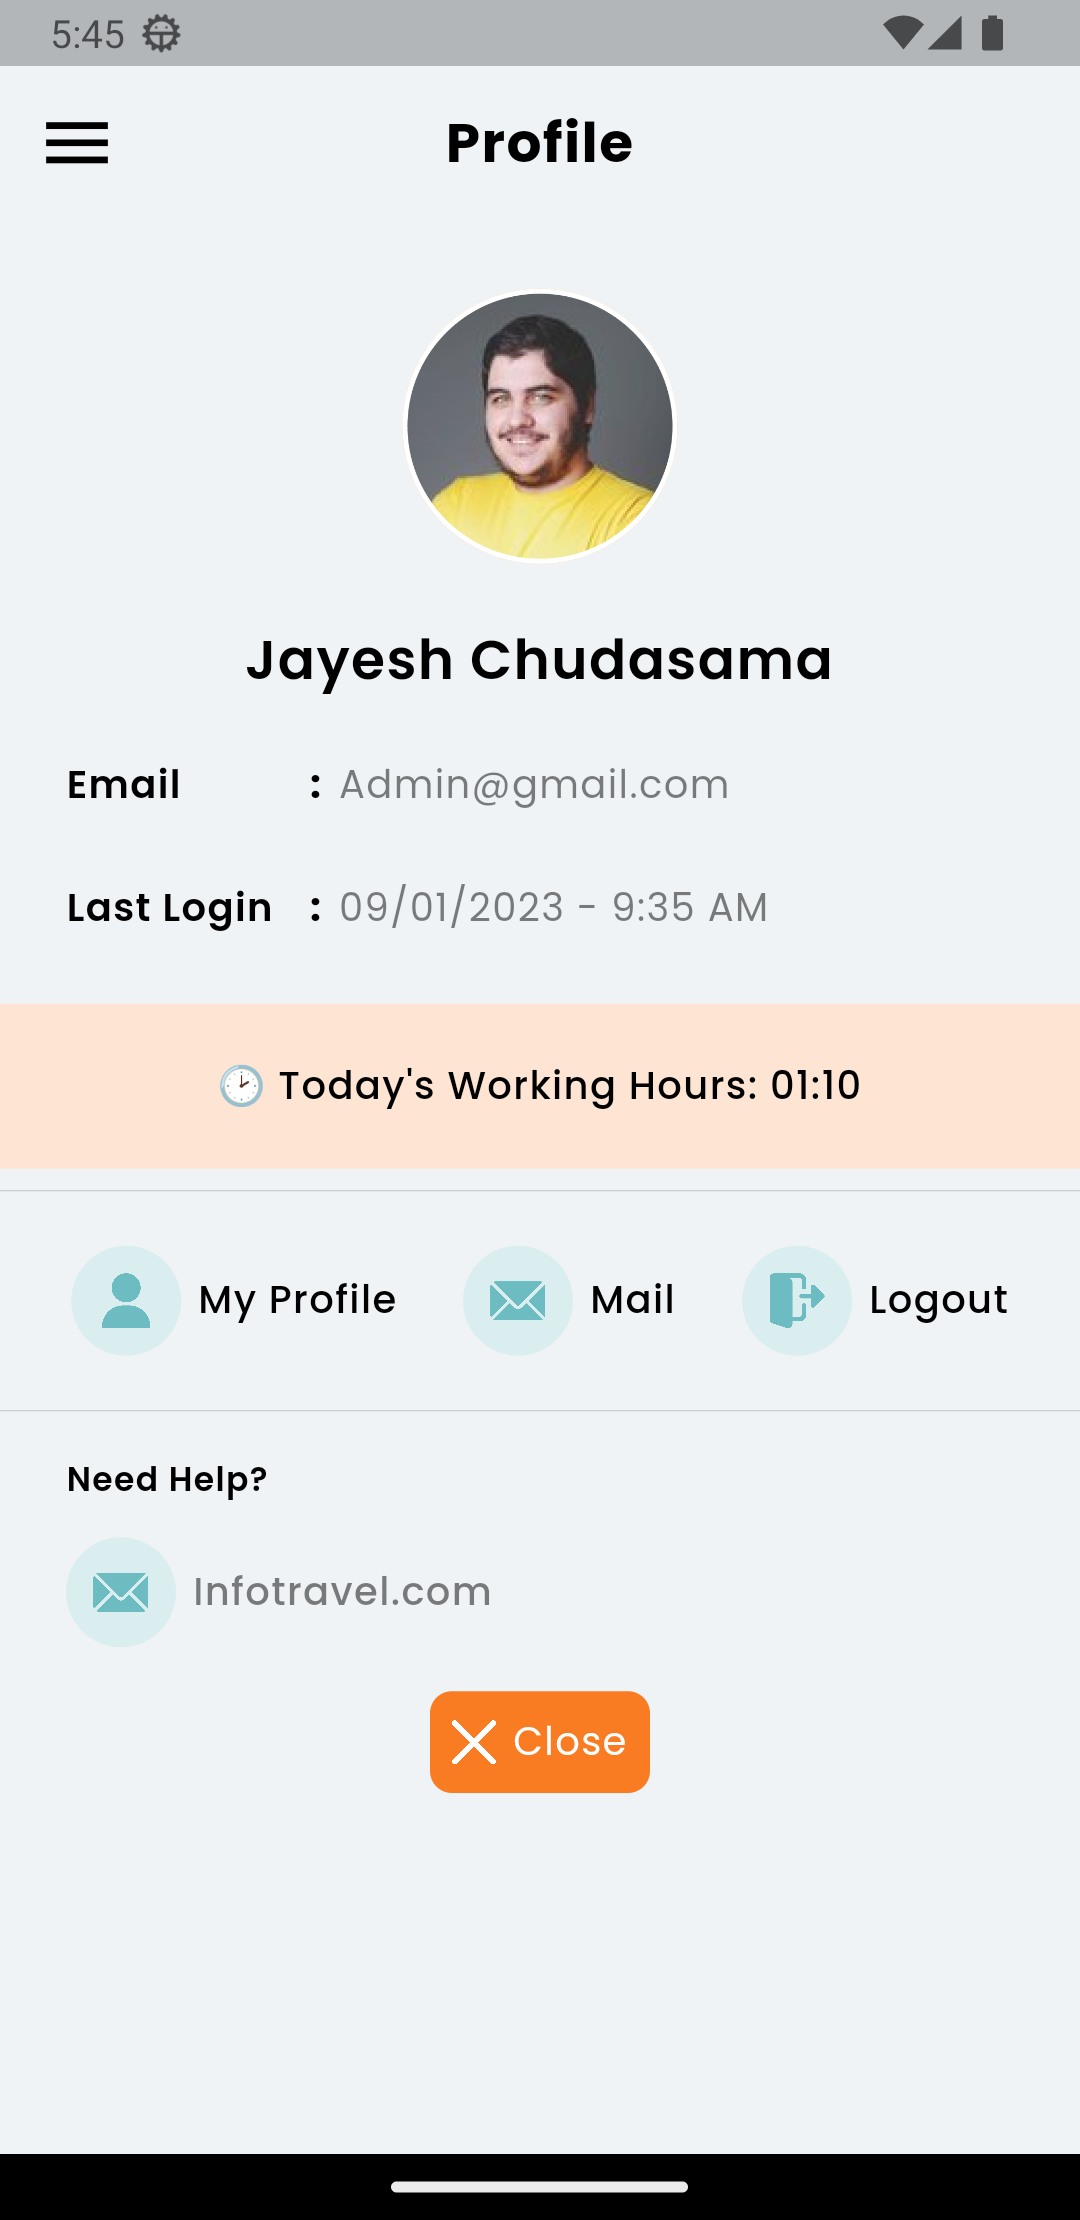 5:45
Profile
Jayesh Chudasama
Email : Admin@gmail.com
Last Login : 09/01/2023 - 9:35 AM
🕑 Today's Working Hours: 01:10
My Profile Mail Logout
Need Help?
Infotravel.com
Close